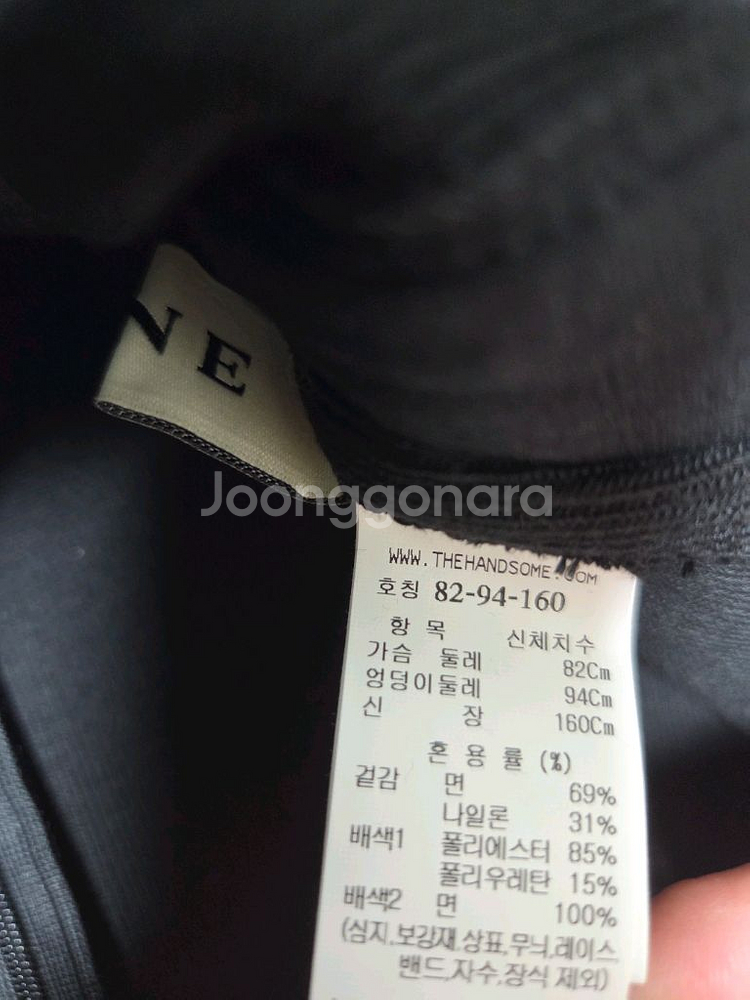 NE
Joonggonara
WWW.THEHANDSOME.COM
호칭 82-94-160
항 목 신체치수
가슴 둘레 82Cm
엉덩이둘레 94Cm
신 장 160Cm
혼 용 률 (%)
겉감 면 69%
나일론 31%
배색1 폴리에스터 85%
폴리우레탄 15%
배색2 면 100%
(심지,보강재,상표,무늬,레이스
밴드,자수,장식 제외)